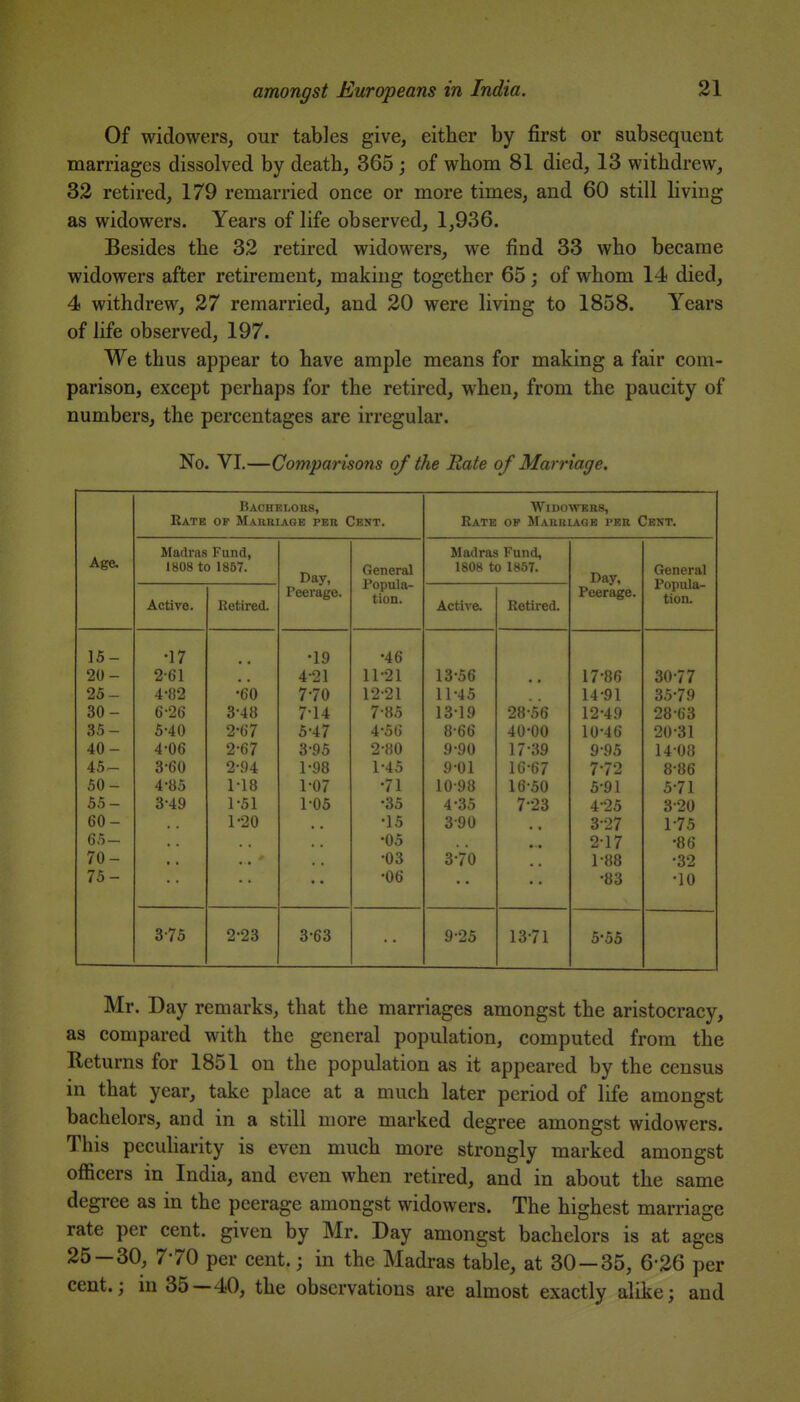 amongst Europeans in India. 21
Of widowers, our tables give, either by first or subsequent
marriages dissolved by death, 365; of whom 81 died, 13 withdrew,
32 retired, 179 remarried once or more times, and 60 still living
as widowers. Years of life observed, 1,936.
Besides the 32 retired widowers, we find 33 who became
widowers after retirement, making together 65; of whom 14 died,
4 withdrew, 27 remarried, and 20 were living to 1858. Years
of life observed, 197.
We thus appear to have ample means for making a fair com-
parison, except perhaps for the retired, when, from the paucity of
numbers, the percentages are irregular.
No. VI.—Comparisons of the Rate of Marriage.
Age.
BACHELORS,
RATE OF MARRIAGE PER CENT.
WIDOWERS,
RATE OF MARRIAGE PER CENT.
Madras Fund,
1808 to 1857.
Day,
Peerage.
General
Popula-
tion.
Madras Fund,
1808 to 1857.
Day,
Peerage.
General
Popula-
tion.
Active. Retired. Active. Retired.
15 – ·17 .. ·19 ·46
20 – 2·61 .. 4·21 11·21 13·56 .. 17·86 30·77
25 – 4·82 ·60 7·70 12·21 11·45 .. 14·91 35·79
30 – 6·26 3·48 7·14 7·85 13·19 28·56 12·49 28·63
35 – 5·40 2·67 5·47 4·56 8·66 40·00 10·46 20·31
40 – 4·06 2·67 3·95 2·80 9·90 17·39 9·95 14·08
45 – 3·60 2·94 1·98 1·45 9·01 16·67 7·72 8·86
50 – 4·85 1·18 1·07 ·71 10·98 16·50 5·91 5·71
55 – 3·49 1·51 1·05 ·35 4·35 7·23 4·25 3·20
60 – .. 1·20 .. ·15 3·90 .. 3·27 1·75
65 – .. .. .. ·05 .. .. 2·17 ·86
70 – .. .. .. ·03 3·70 .. 1·88 ·32
75 – .. .. .. ·06 .. .. ·83 ·10
3·75 2·23 3·63 .. 9·25 13·71 5·55
Mr. Day remarks, that the marriages amongst the aristocracy,
as compared with the general population, computed from the
Returns for 1851 on the population as it appeared by the census
in that year, take place at a much later period of life amongst
bachelors, and in a still more marked degree amongst widowers.
This peculiarity is even much more strongly marked amongst
officers in India, and even when retired, and in about the same
degree as in the peerage amongst widowers. The highest marriage
rate per cent. given by Mr. Day amongst bachelors is at ages
25—30, 7·70 per cent.; in the Madras table, at 30—35, 6·26 per
cent.; in 35—40, the observations are almost exactly alike; and